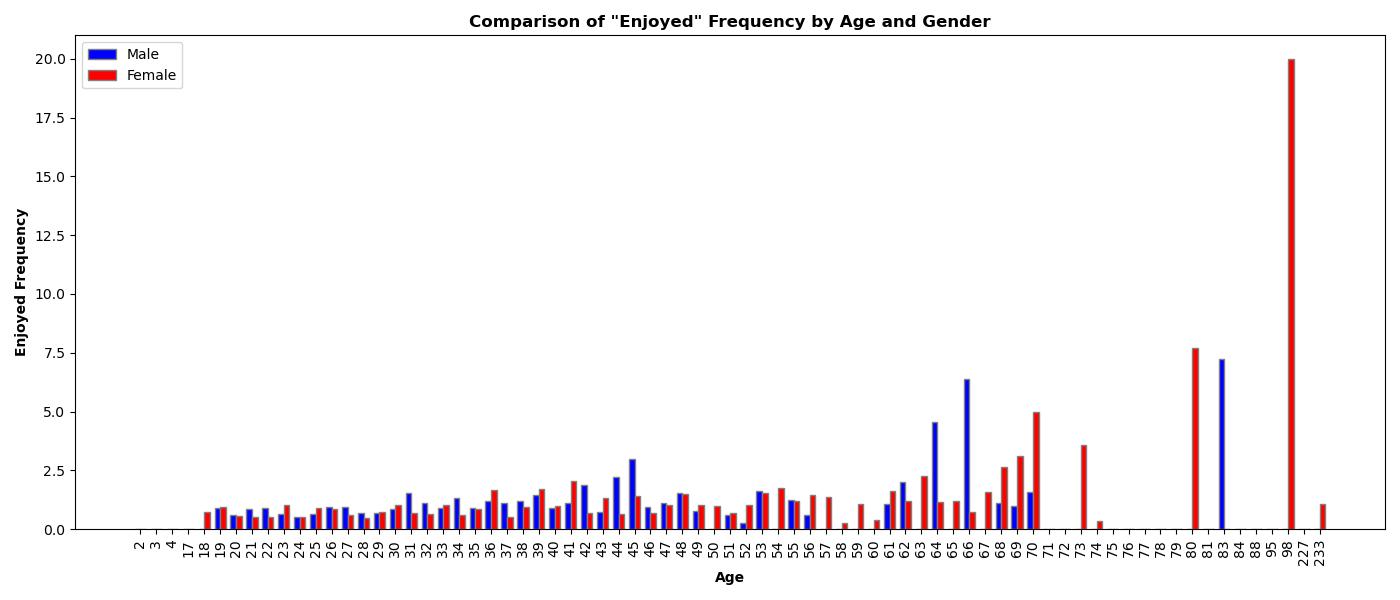 Comparison of "Enjoyed" Frequency by Age and Gender
Male
Female
20.0
17.5
15.0
12.5
10.0
7.5
5.0
2.5
0.0
Enjoyed Frequency
2 3 4 17 18 19 20 21 22 23 24 25 26 27 28 29 30 31 32 33 34 35 36 37 38 39 40 41 42 43 44 45 46 47 48 49 50 51 52 53 54 55 56 57 58 59 60 61 62 63 64 65 66 67 68 69 70 71 72 73 74 75 76 77 78 79 80 81 83 84 88 95 98 227 233
Age